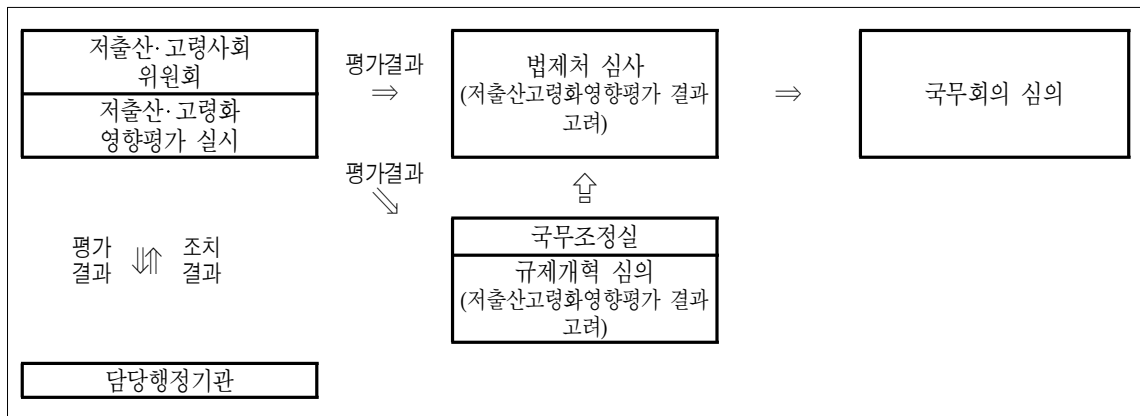 저출산·고령사회
위원회
저출산·고령화
영향평가 실시
평가결과
⇒
법제처 심사
(저출산고령화영향평가 결과
고려)
⇒
국무회의 심의
평가결과
국무조정실
규제개혁 심의
(저출산고령화영향평가 결과
고려)
평가
결과
조치
결과
담당행정기관